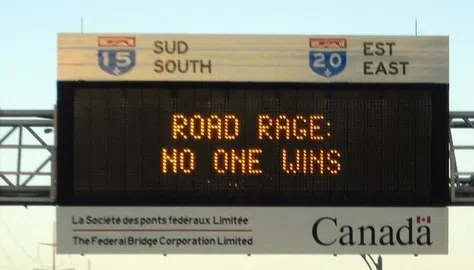 15 SUD SOUTH 20 EST EAST
ROAD RAGE:
NO ONE WINS
La Société des ponts fédéraux Limitée
The Federal Bridge Corporation Limited
Canada